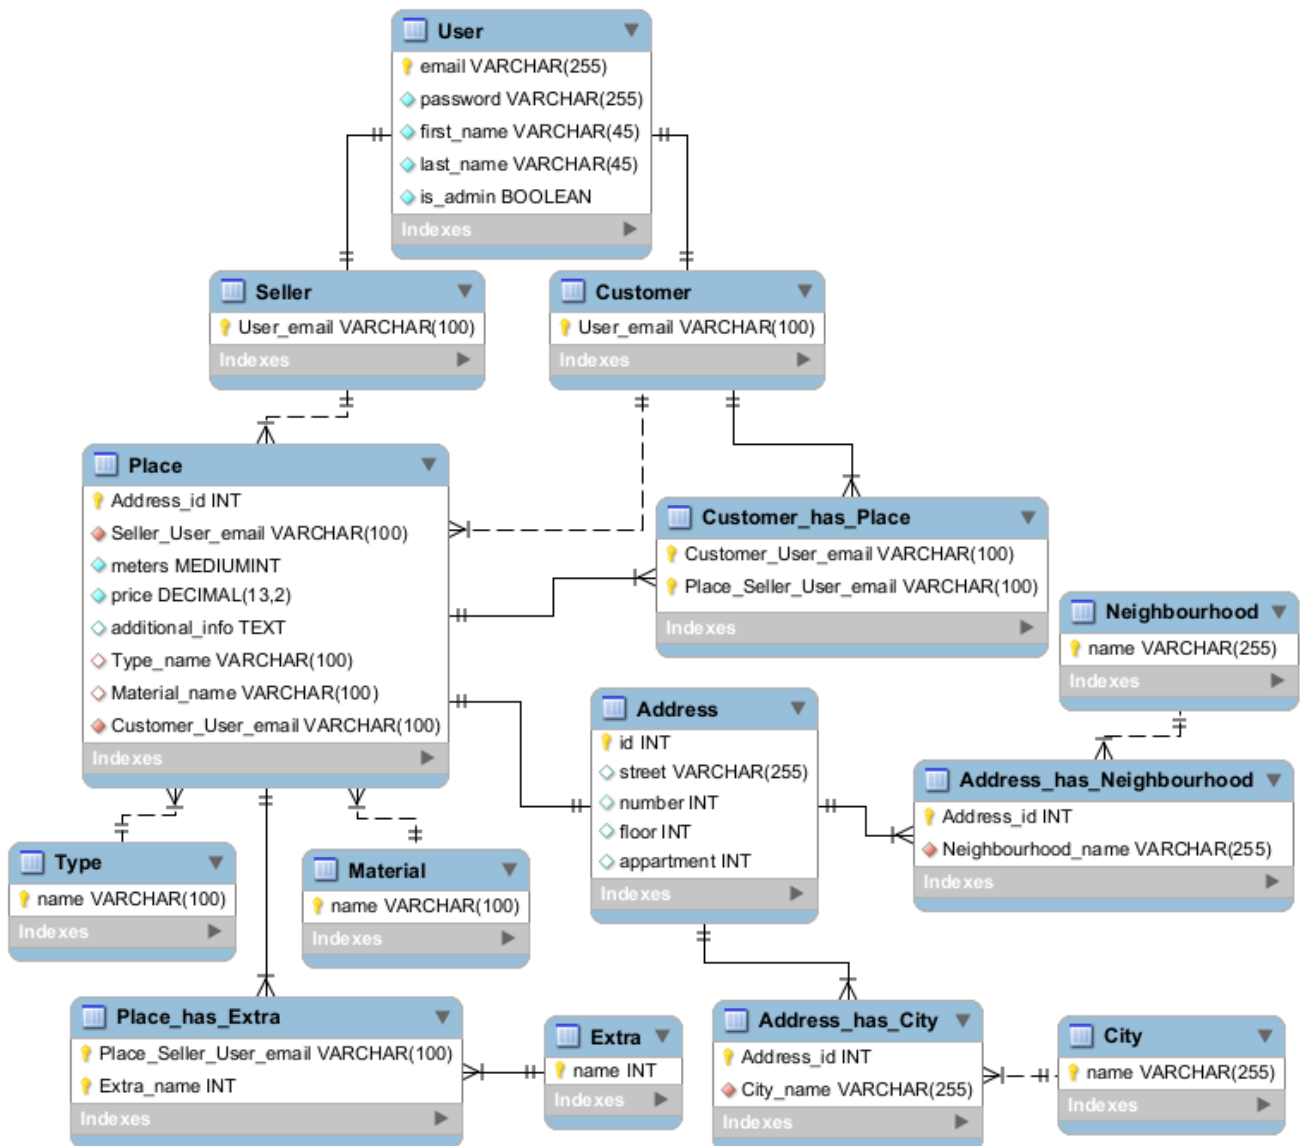 User
email VARCHAR(255)
password VARCHAR(255)
first_name VARCHAR(45)
last_name VARCHAR(45)
is_admin BOOLEAN
Indexes
Seller
User_email VARCHAR(100)
Indexes
Customer
User_email VARCHAR(100)
Indexes
Place
Address_id INT
Seller_User_email VARCHAR(100)
meters MEDIUMINT
price DECIMAL(13,2)
additional_info TEXT
Type_name VARCHAR(100)
Material_name VARCHAR(100)
Customer_User_email VARCHAR(100)
Indexes
Customer_has_Place
Customer_User_email VARCHAR(100)
Place_Seller_User_email VARCHAR(100)
Indexes
Neighbourhood
name VARCHAR(255)
Indexes
Address
id INT
street VARCHAR(255)
number INT
floor INT
appartment INT
Indexes
Address_has_Neighbourhood
Address_id INT
Neighbourhood_name VARCHAR(255)
Indexes
Type
name VARCHAR(100)
Indexes
Material
name VARCHAR(100)
Indexes
Place_has_Extra
Place_Seller_User_email VARCHAR(100)
Extra_name INT
Indexes
Extra
name INT
Indexes
Address_has_City
Address_id INT
City_name VARCHAR(255)
Indexes
City
name VARCHAR(255)
Indexes